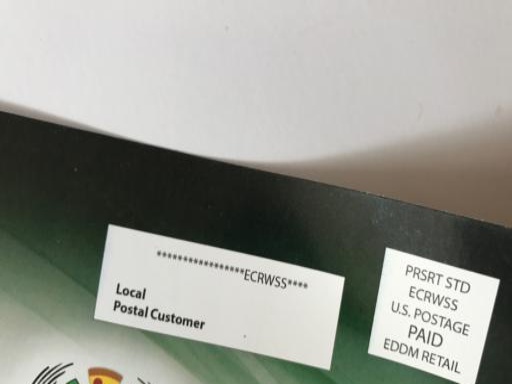 *****************ECRWSS****
Local
Postal Customer
PRSRT STD
ECRWSS
U.S. POSTAGE
PAID
EDDM RETAIL